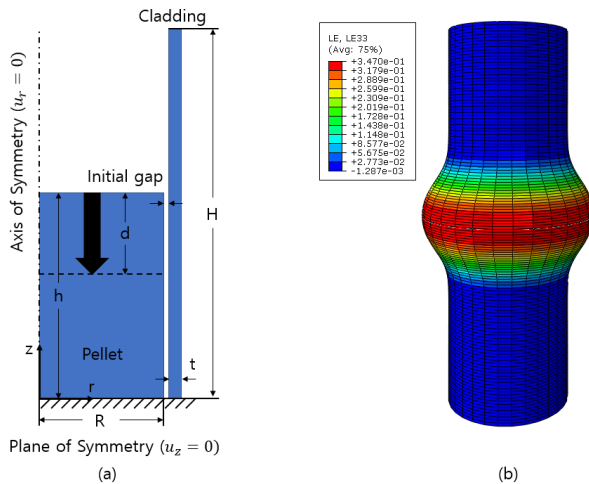 Cladding
Axis of Symmetry (u_r = 0)
Initial gap
d
H
h
z
Pellet
t
r
R
Plane of Symmetry (u_z = 0)
(a)
LE, LE33
(Avg: 75%)
+3.470e-01
+3.179e-01
+2.889e-01
+2.599e-01
+2.309e-01
+2.019e-01
+1.728e-01
+1.438e-01
+1.148e-01
+8.577e-02
+5.675e-02
+2.773e-02
-1.287e-03
(b)